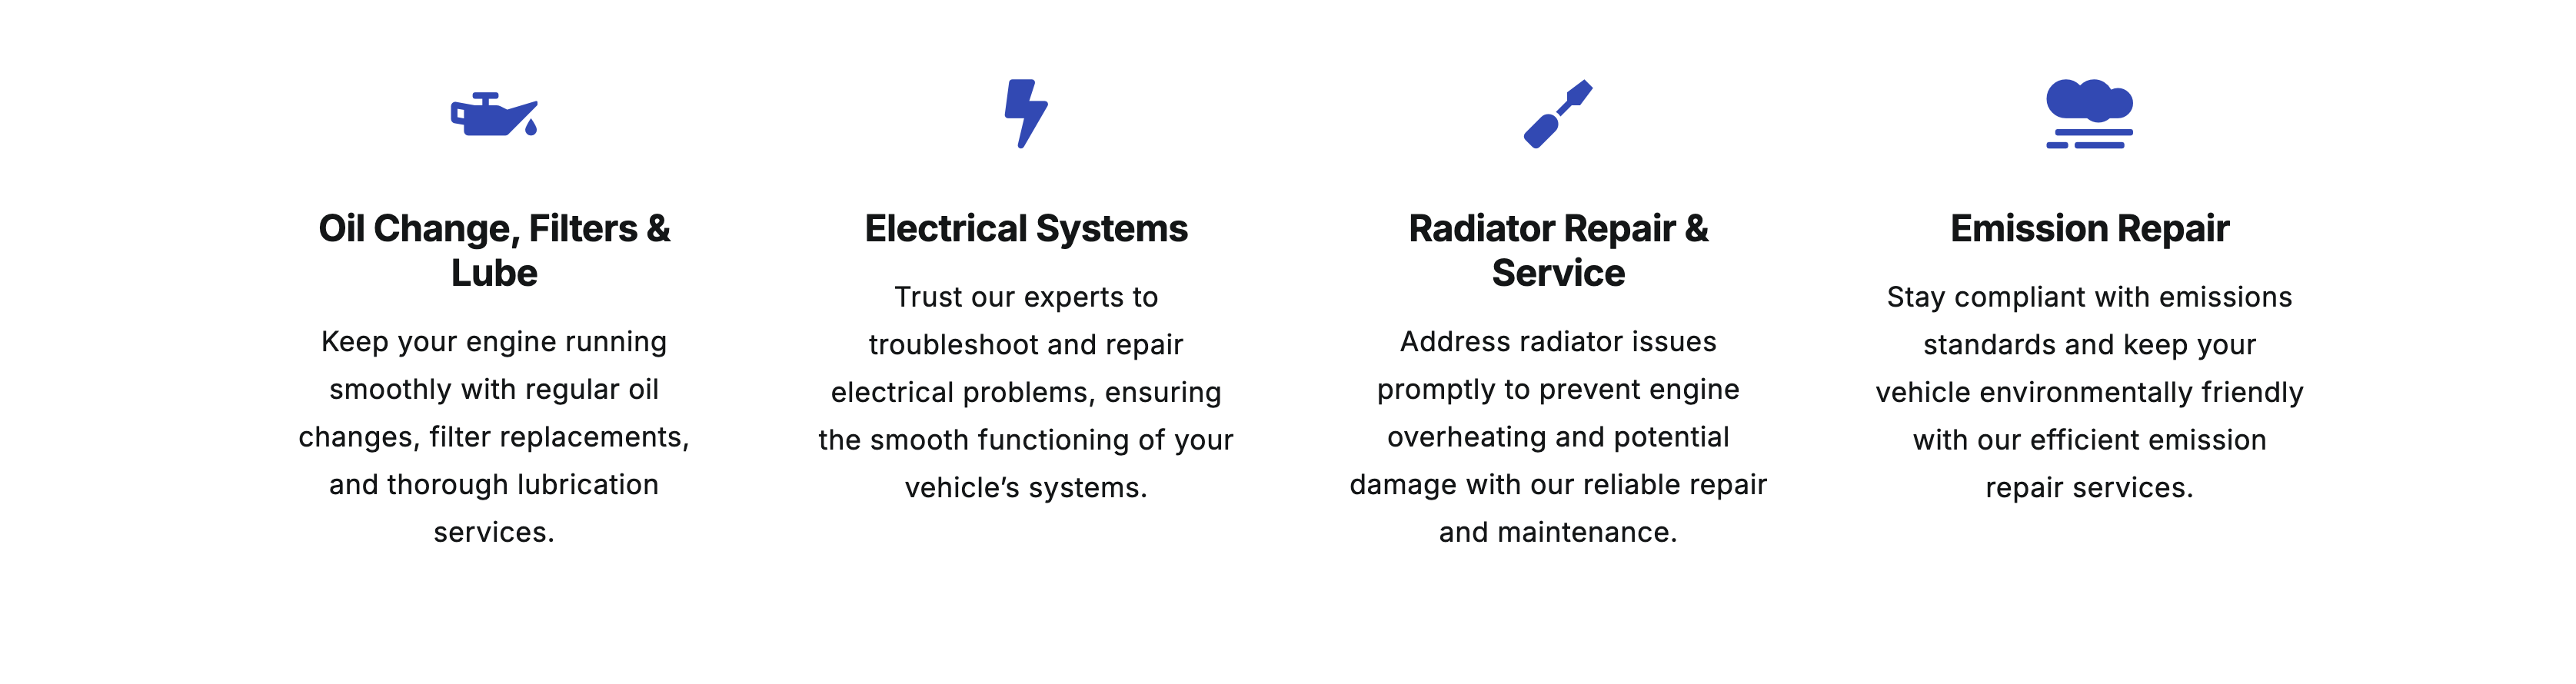 Oil Change, Filters &
Lube
Keep your engine running
smoothly with regular oil
changes, filter replacements,
and thorough lubrication
services.
Electrical Systems
Trust our experts to
troubleshoot and repair
electrical problems, ensuring
the smooth functioning of your
vehicle’s systems.
Radiator Repair &
Service
Address radiator issues
promptly to prevent engine
overheating and potential
damage with our reliable repair
and maintenance.
Emission Repair
Stay compliant with emissions
standards and keep your
vehicle environmentally friendly
with our efficient emission
repair services.